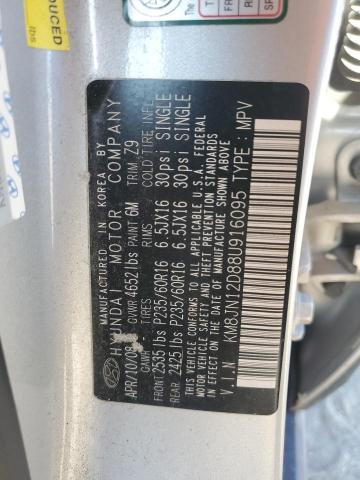 MANUFACTURED IN KOREA BY
HYUNDAI MOTOR COMPANY
APR/10/08 PAINT 6M TRIM Z9
GVWR 4652lbs
GAWR TIRES RIMS COLD TIRE INFL.
FRONT 2535 lbs P235/60R16 6.5JX16 30psi SINGLE
REAR 2425 lbs P235/60R16 6.5JX16 30psi SINGLE
THIS VEHICLE CONFORMS TO ALL APPLICABLE U.S.A. FEDERAL
MOTOR VEHICLE SAFETY AND BUMPER STANDARDS
IN EFFECT ON THE DATE OF MANUFACTURE SHOWN ABOVE
V.I.N KM8JN12D88U916095 TYPE: MPV
DUCED
lbs